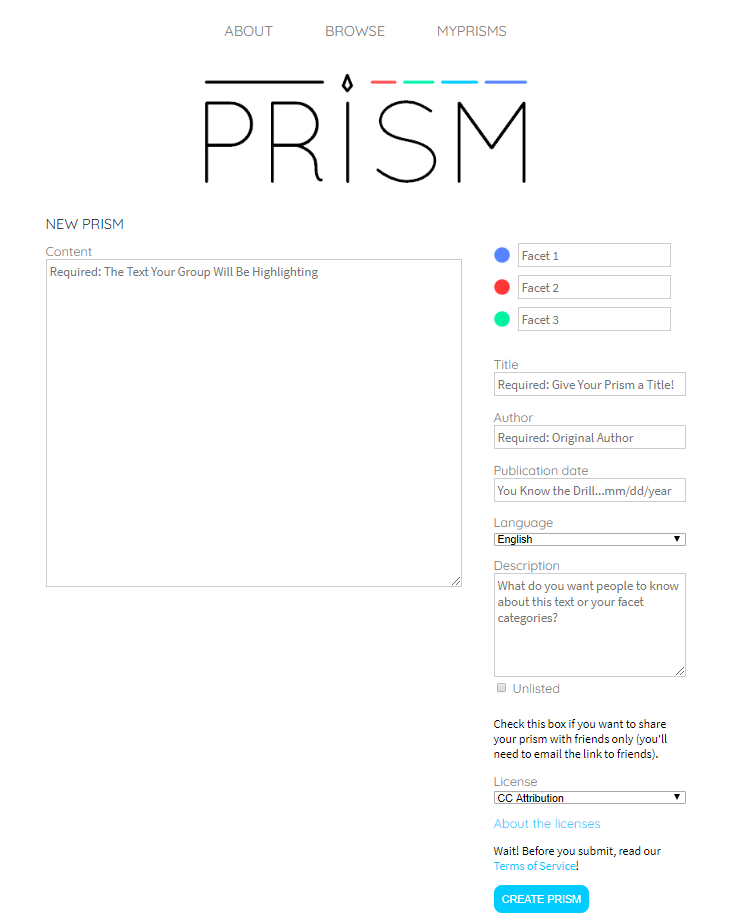 ABOUT BROWSE MYPRISMS
PRISM
NEW PRISM
Content
Required: The Text Your Group Will Be Highlighting
Facet 1
Facet 2
Facet 3
Title
Required: Give Your Prism a Title!
Author
Required: Original Author
Publication date
You Know the Drill...mm/dd/year
Language
English
Description
What do you want people to know
about this text or your facet
categories?
Unlisted
Check this box if you want to share
your prism with friends only (you'll
need to email the link to friends).
License
CC Attribution
About the licenses
Wait! Before you submit, read our
Terms of Service!
CREATE PRISM